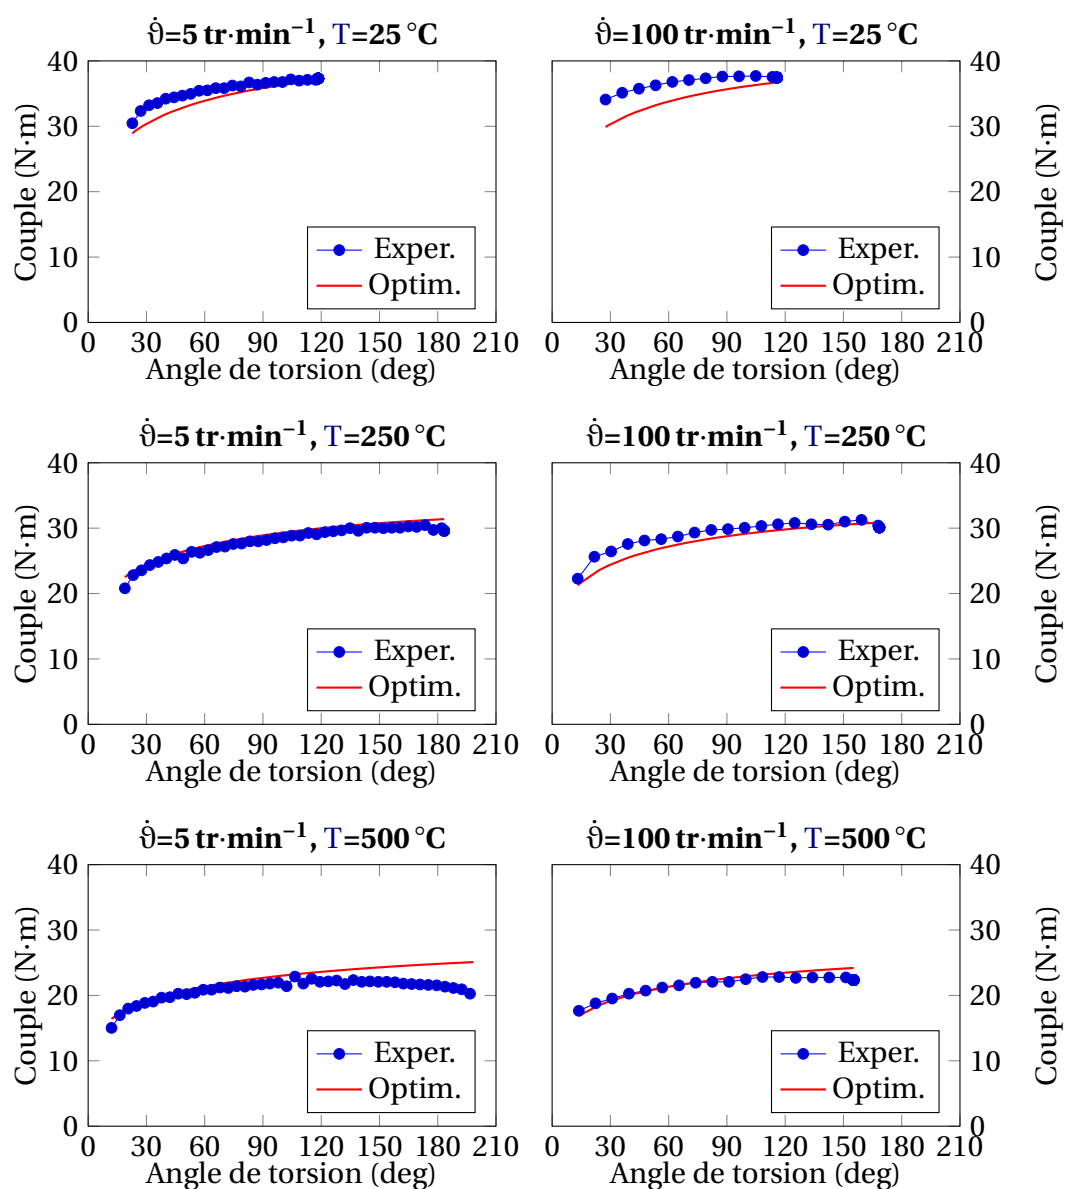 ϑ̇=5 tr·min⁻¹, T=25 °C
Couple (N·m)
40
30
20
10
0
Exper.
Optim.
0 30 60 90 120 150 180 210
Angle de torsion (deg)
ϑ̇=100 tr·min⁻¹, T=25 °C
40
30
20
10
0
Couple (N·m)
Exper.
Optim.
0 30 60 90 120 150 180 210
Angle de torsion (deg)
ϑ̇=5 tr·min⁻¹, T=250 °C
Couple (N·m)
40
30
20
10
0
Exper.
Optim.
0 30 60 90 120 150 180 210
Angle de torsion (deg)
ϑ̇=100 tr·min⁻¹, T=250 °C
40
30
20
10
0
Couple (N·m)
Exper.
Optim.
0 30 60 90 120 150 180 210
Angle de torsion (deg)
ϑ̇=5 tr·min⁻¹, T=500 °C
Couple (N·m)
40
30
20
10
0
Exper.
Optim.
0 30 60 90 120 150 180 210
Angle de torsion (deg)
ϑ̇=100 tr·min⁻¹, T=500 °C
40
30
20
10
0
Couple (N·m)
Exper.
Optim.
0 30 60 90 120 150 180 210
Angle de torsion (deg)